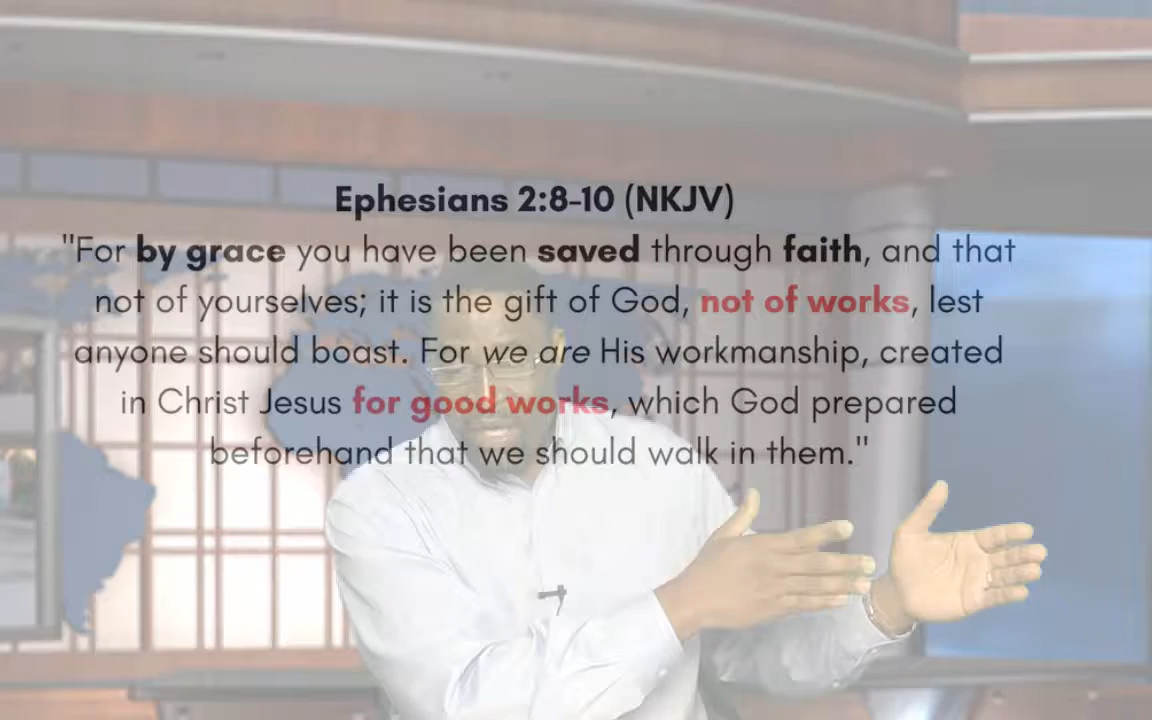 Ephesians 2:8-10 (NKJV)
"For by grace you have been saved through faith, and that
not of yourselves; it is the gift of God, not of works, lest
anyone should boast. For we are His workmanship, created
in Christ Jesus for good works, which God prepared
beforehand that we should walk in them."